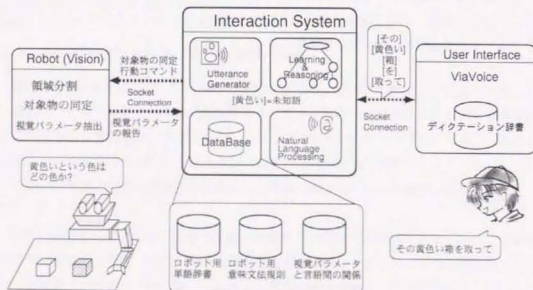 Interaction System
Robot (Vision)
領域分割
対象物の同定
視覚パラメータ抽出
対象物の同定
行動コマンド
Socket
Connection
視覚パラメータ
の報告
Utterance
Generator
Learning
&
Reasoning
[黄色い]=未知語
DataBase
Natural
Language
Processing
[その]
[黄色い]
[箱]
[を]
[取って]
Socket
Connection
User Interface
ViaVoice
ディクテーション辞書
黄色いという色は
どの色か?
ロボット用
単語辞書
ロボット用
意味文法規則
視覚パラメータ
と言語間の関係
その黄色い箱を取って